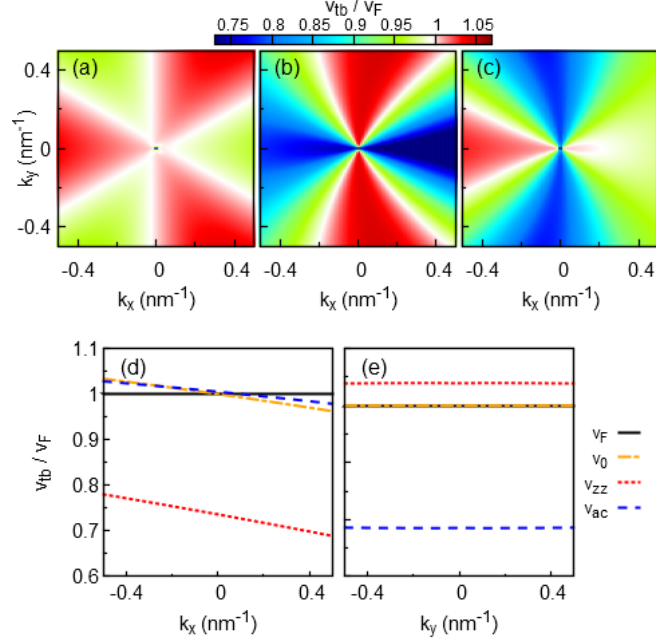 v_tb / v_F
0.75 0.8 0.85 0.9 0.95 1 1.05
(a) (b) (c)
0.4
0
-0.4
k_y (nm⁻¹)
-0.4 0 0.4 -0.4 0 0.4 -0.4 0 0.4
k_x (nm⁻¹) k_x (nm⁻¹) k_x (nm⁻¹)
(d) (e)
1.1
1
0.9
0.8
0.7
0.6
v_tb / v_F
-0.4 0 0.4 -0.4 0 0.4
k_x (nm⁻¹) k_y (nm⁻¹)
v_F
v_0
v_zz
v_ac